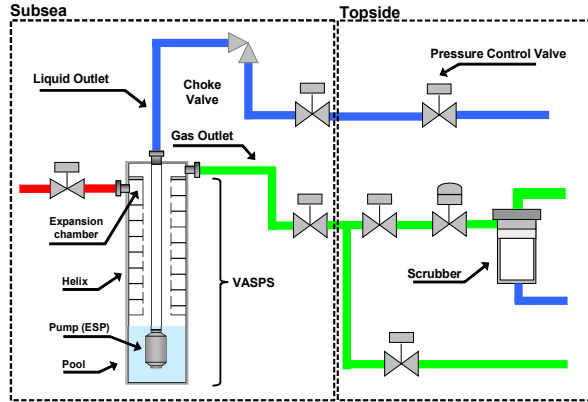 Subsea
Topside
Pressure Control Valve
Liquid Outlet
Choke
Valve
Gas Outlet
Expansion
chamber
Helix
VASPS
Scrubber
Pump (ESP)
Pool